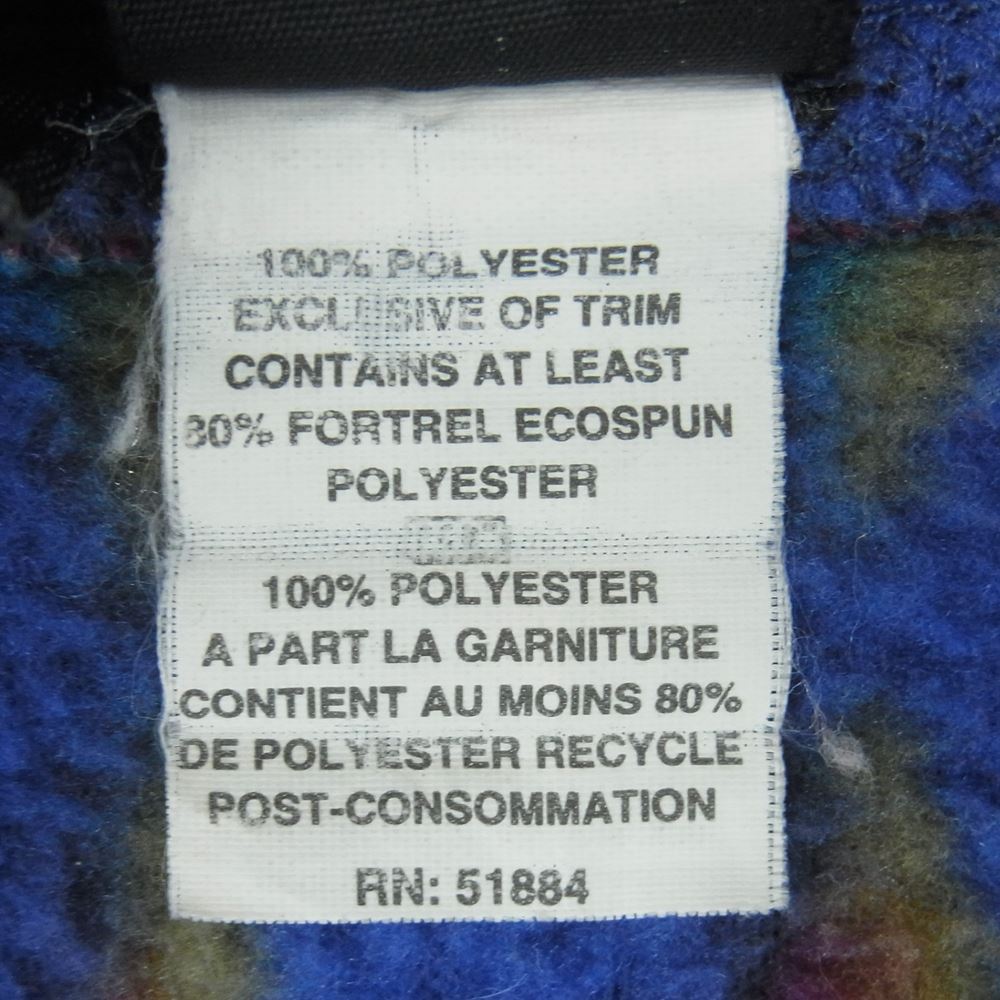 100% POLYESTER
EXCLUSIVE OF TRIM
CONTAINS AT LEAST
80% FORTREL ECOSPUN
POLYESTER
100% POLYESTER
A PART LA GARNITURE
CONTIENT AU MOINS 80%
DE POLYESTER RECYCLE
POST-CONSOMMATION
RN: 51884